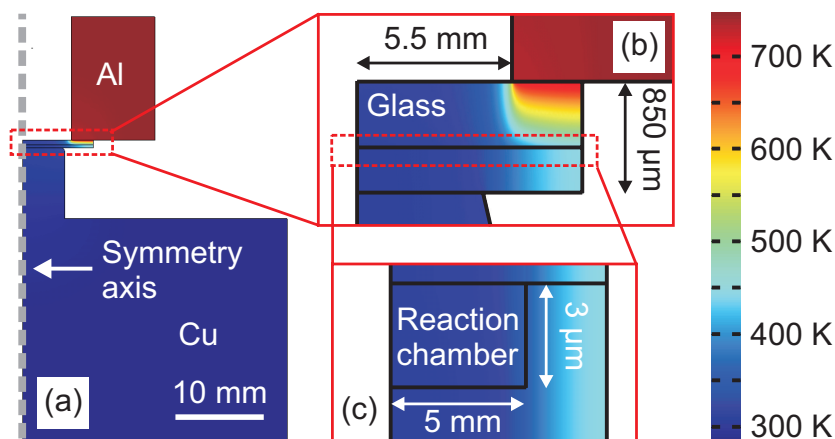 Al
Symmetry
axis
Cu
10 mm
(a)
5.5 mm
(b)
Glass
850 µm
Reaction
chamber
3 µm
5 mm
(c)
700 K
600 K
500 K
400 K
300 K